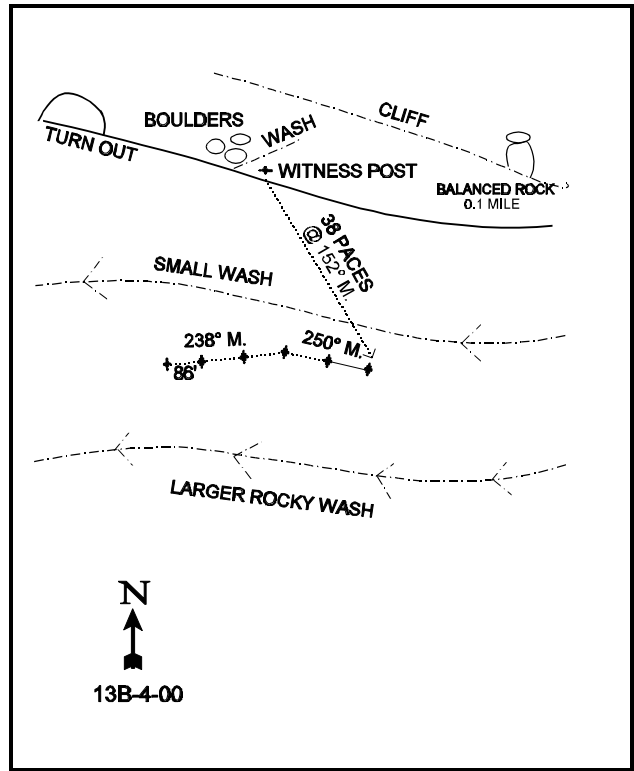 CLIFF
BOULDERS
WASH
TURN OUT
WITNESS POST
BALANCED ROCK
0.1 MILE
38 PACES
@ 152° M
SMALL WASH
238° M.
250° M.
86'
LARGER ROCKY WASH
N
13B-4-00